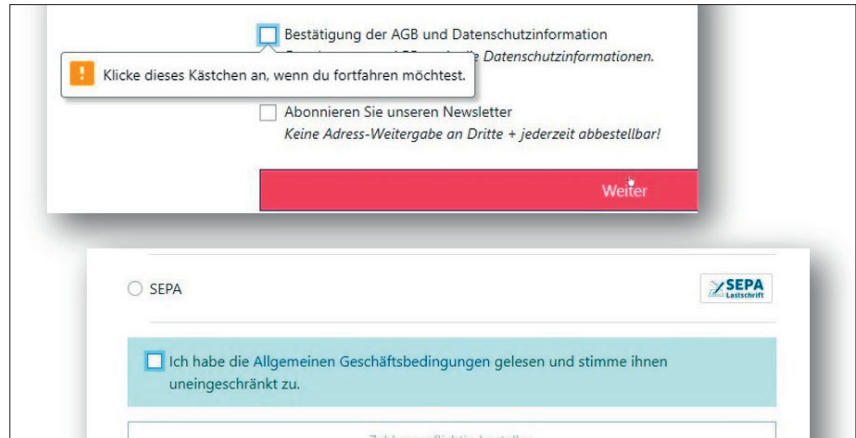 Bestätigung der AGB und Datenschutzinformation
Datenschutzinformationen.
! Klicke dieses Kästchen an, wenn du fortfahren möchtest.
Abonnieren Sie unseren Newsletter
Keine Adress-Weitergabe an Dritte + jederzeit abbestellbar!
Weiter
SEPA
SEPA
Lastschrift
Ich habe die Allgemeinen Geschäftsbedingungen gelesen und stimme ihnen
uneingeschränkt zu.